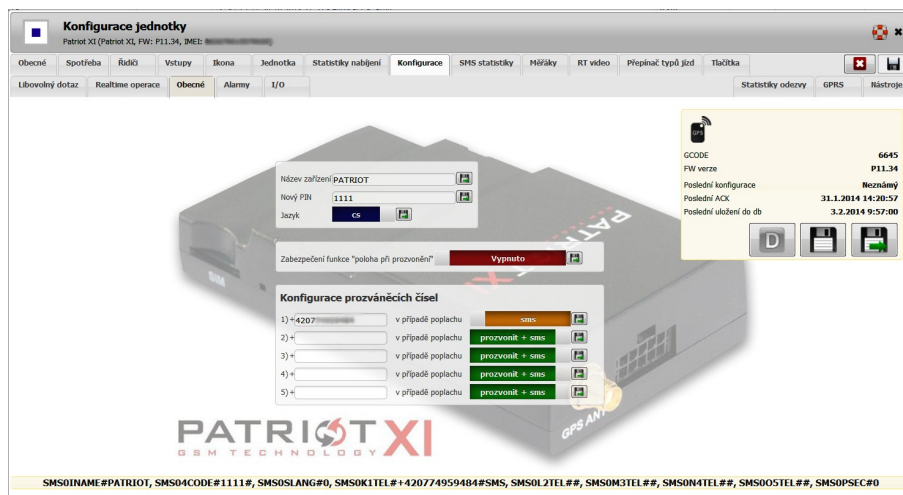 Konfigurace jednotky
Patriot XI (Patriot XI, FW: P11.34, IMEI:
Obecné Spotřeba Řidiči Vstupy Ikona Jednotka Statistiky nabíjení Konfigurace SMS statistiky Měřáky RT video Přepínač typů jízd Tlačítka
Libovolný dotaz Realtime operace Obecné Alarmy I/O Statistiky odezvy GPRS Nástroje
GPS
GCODE 6645
FW verze P11.34
Poslední konfigurace Neznámý
Poslední ACK 31.1.2014 14:20:57
Poslední uložení do db 3.2.2014 9:57:00
D
Název zařízení PATRIOT
Nový PIN 1111
Jazyk cs
Zabezpečení funkce "poloha při prozvonění" Vypnuto
Konfigurace prozváněcích čísel
1) +4207 v případě poplachu sms
2) + v případě poplachu prozvonit + sms
3) + v případě poplachu prozvonit + sms
4) + v případě poplachu prozvonit + sms
5) + v případě poplachu prozvonit + sms
SIM
PATRIOT XI
GPS ANT
PATRIOT XI
GSM TECHNOLOGY
SMS0INAME#PATRIOT, SMS04CODE#1111#, SMS0SLANG#0, SMS0K1TEL#+420774959484#SMS, SMS0L2TEL##, SMS0M3TEL##, SMS0N4TEL##, SMS0O5TEL##, SMS0PSEC#0